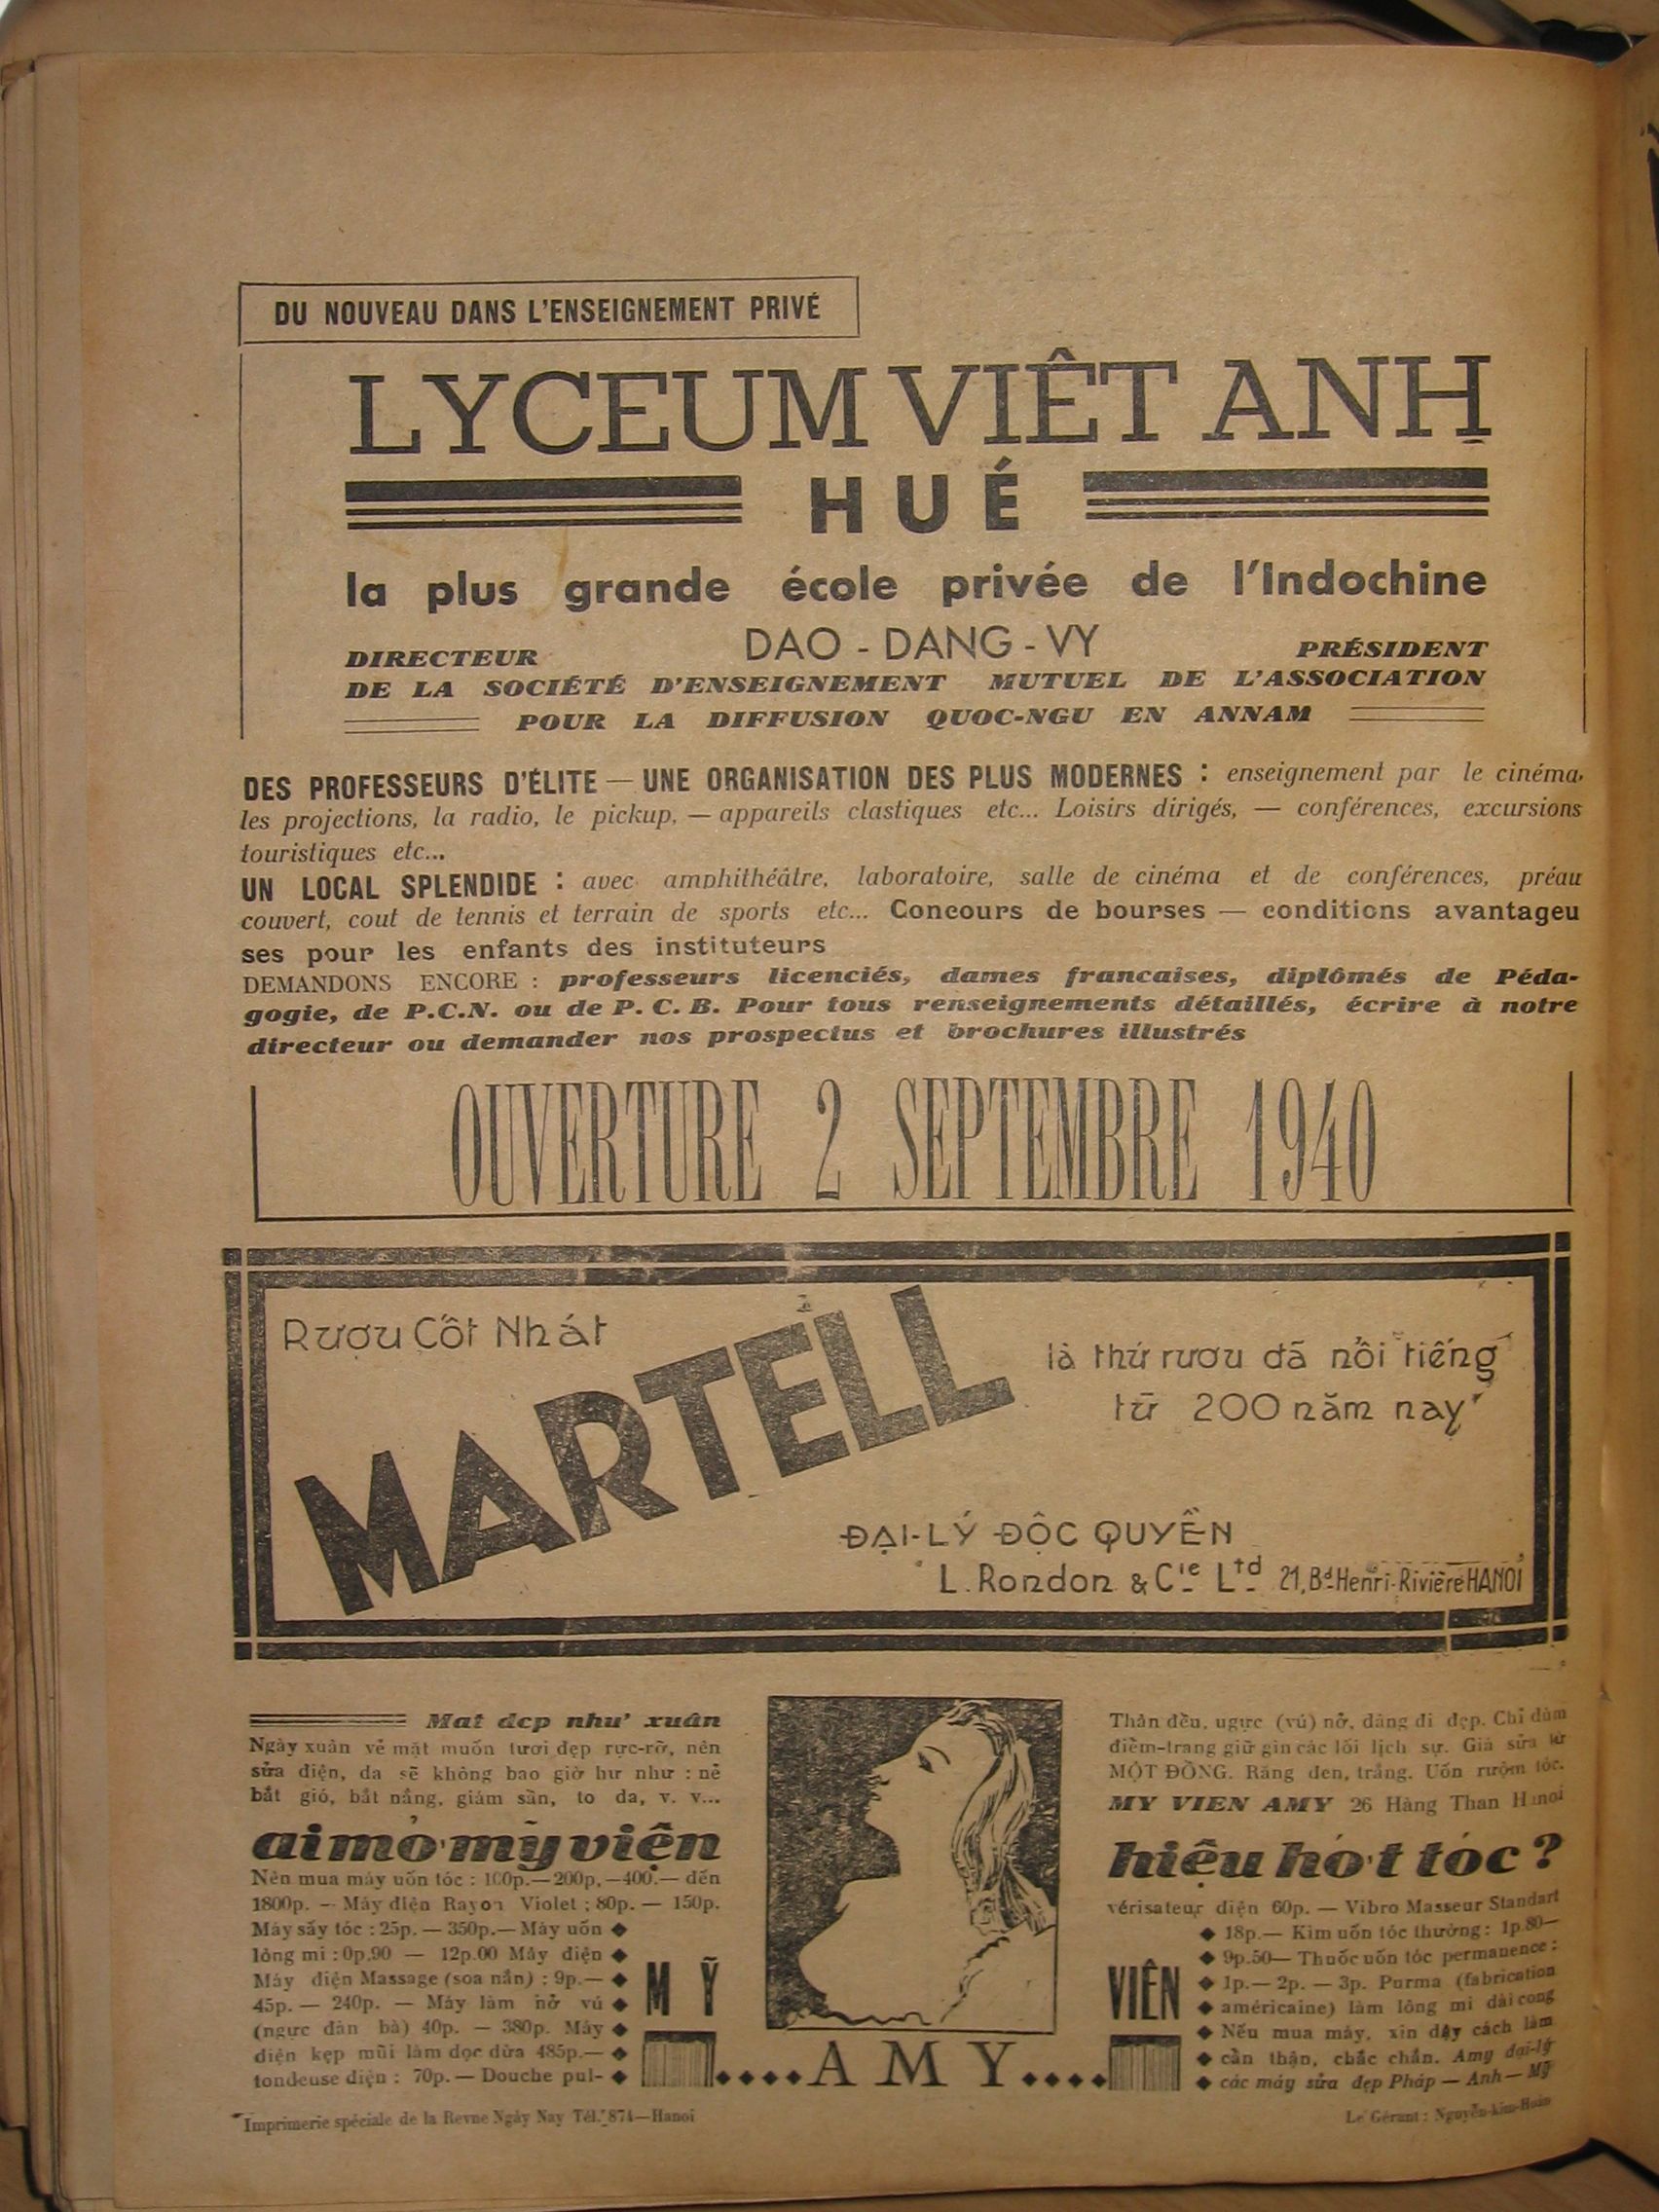 DU NOUVEAU DANS L'ENSEIGNEMENT PRIVÉ
LYCEUM VIÊT ANH
HUÉ
la plus grande école privée de l'Indochine
DIRECTEUR DAO - DANG - VY PRÉSIDENT
DE LA SOCIÉTÉ D'ENSEIGNEMENT MUTUEL DE L'ASSOCIATION
POUR LA DIFFUSION QUOC-NGU EN ANNAM
DES PROFESSEURS D'ÉLITE — UNE ORGANISATION DES PLUS MODERNES : enseignement par le cinéma,
les projections, la radio, le pickup, — appareils clastiques etc... Loisirs dirigés, — conférences, excursions
touristiques etc...
UN LOCAL SPLENDIDE : avec amphithéâtre, laboratoire, salle de cinéma et de conférences, préau
couvert, cout de tennis et terrain de sports etc... Concours de bourses — conditions avantageu
ses pour les enfants des instituteurs
DEMANDONS ENCORE : professeurs licenciés, dames francaises, diplômés de Péda-
gogie, de P.C.N. ou de P. C. B. Pour tous renseignements détaillés, écrire à notre
directeur ou demander nos prospectus et brochures illustrés
OUVERTURE 2 SEPTEMBRE 1940
Rượu Cốt Nhát
MARTELL
là thứ rươu đã nổi tiếng
từ 200 năm nay
ĐẠI-LÝ ĐỘC QUYỀN
L. Rondon & Cie Ltd 21, Bd Henri-Rivière HANOI
Mat dep như xuân
Ngày xuân vẻ mặt muốn tươi đẹp rực-rỡ, nên
sửa điện, da sẽ không bao giờ hư như : nẻ
bắt gió, bắt nắng, giám sần, to da, v. v...
ai mở mỹ viện
Nên mua máy uốn tóc : 100p.— 200p, —400.— đến
1800p. — Máy điện Rayon Violet ; 80p. — 150p.
Máy sấy tóc : 25p. — 350p.— Máy uốn ◆
lông mi : 0p.90 — 12p.00 Máy điện ◆
Máy điện Massage (soa nắn) : 9p.— ◆
45p. — 240p. — Máy làm nở vú ◆
(ngực đàn bà) 40p. — 380p. Máy ◆
điện kẹp mũi làm dọc dừa 485p.— ◆
tondeuse điện : 70p. — Douche pul- ◆
MỸ
VIÊN
....AMY....
Thân đều, ngực (vú) nở, dáng đi đẹp. Chỉ dảm
điểm-trang giữ gìn các lối lịch sự. Giá sửa từ
MỘT ĐỒNG. Răng đen, trắng. Uốn rượm tóc.
MY VIEN AMY 26 Hàng Than Hanoi
hiệu hớt tóc ?
vérisateur điện 60p. — Vibro Masseur Standart
◆ 18p.— Kim uốn tóc thường : 1p.80—
◆ 9p.50— Thuốc uốn tóc permanence :
◆ 1p.— 2p. — 3p. Purma (fabrication
◆ américaine) làm lông mi dài cong
◆ Nếu mua máy, xin dậy cách làm
◆ cẩn thận, chắc chắn. Amy đại-lý
◆ các máy sửa đẹp Pháp — Anh — Mỹ
Imprimerie spéciale de la Revue Ngày Nay Tél. 874—Hanoi
Le Gérant : Nguyễn-kim-Hoàn